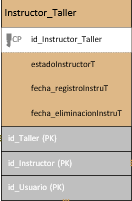 Instructor_Taller
CP id_Instructor_Taller
estadoInstructorT
fecha_registroInstruT
fecha_eliminacionInstruT
id_Taller (PK)
id_Instructor (PK)
id_Usuario (PK)